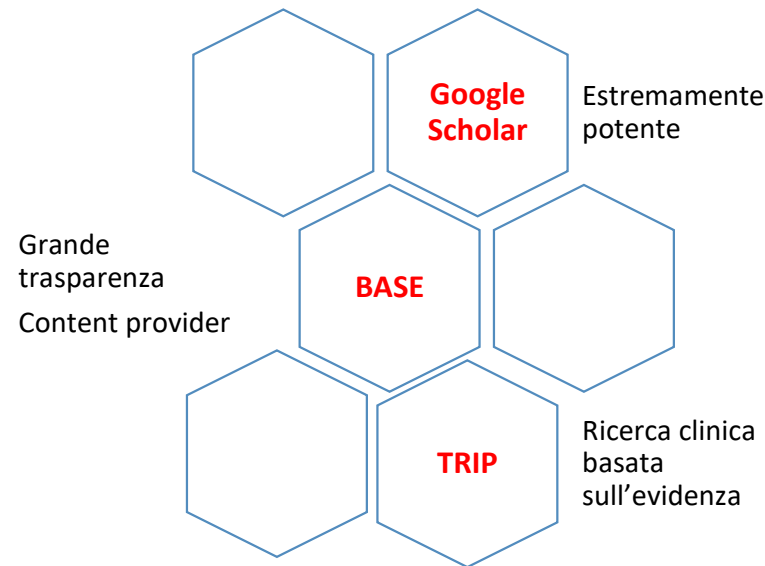 Google
Scholar
Estremamente
potente
Grande
trasparenza
Content provider
BASE
TRIP
Ricerca clinica
basata
sull’evidenza